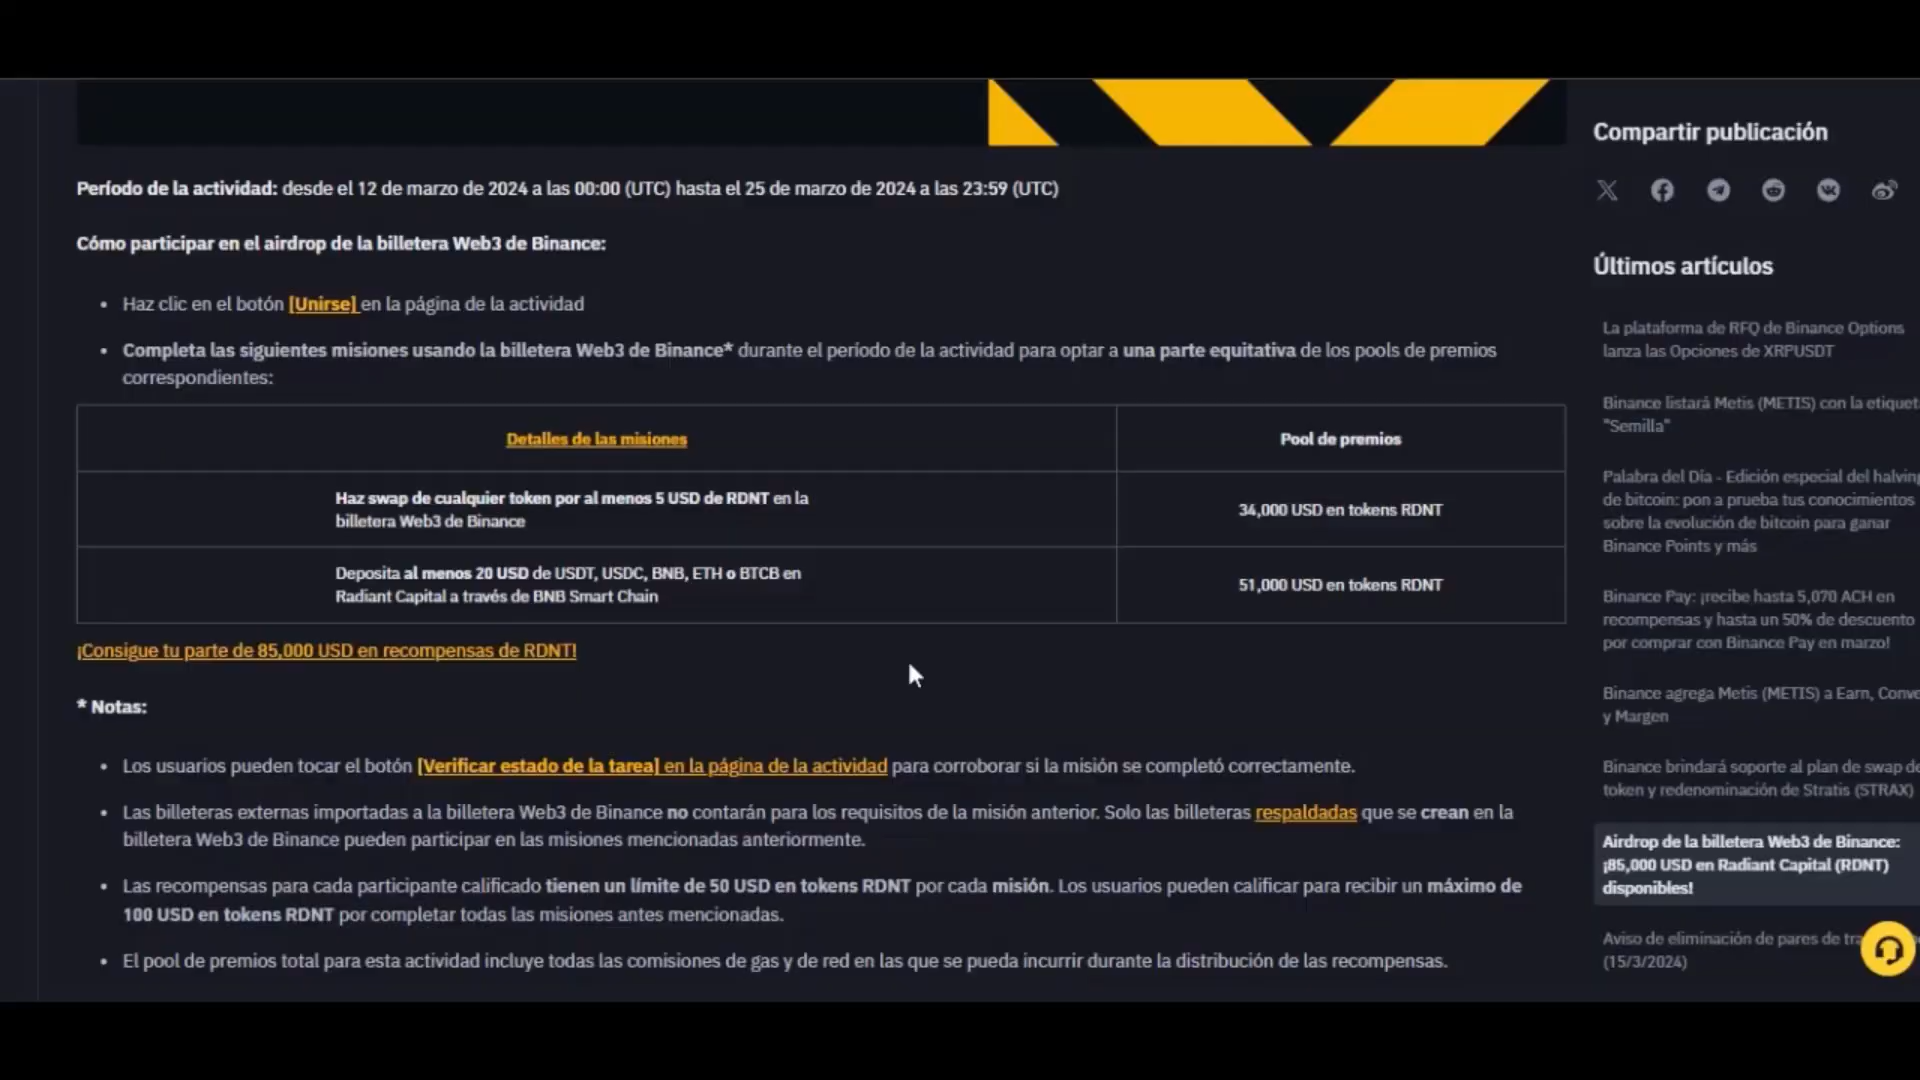 Período de la actividad: desde el 12 de marzo de 2024 a las 00:00 (UTC) hasta el 25 de marzo de 2024 a las 23:59 (UTC)
Cómo participar en el airdrop de la billetera Web3 de Binance:
• Haz clic en el botón [Unirse] en la página de la actividad
• Completa las siguientes misiones usando la billetera Web3 de Binance* durante el período de la actividad para optar a una parte equitativa de los pools de premios
correspondientes:
Detalles de las misiones
Pool de premios
Haz swap de cualquier token por al menos 5 USD de RDNT en la
billetera Web3 de Binance
34,000 USD en tokens RDNT
Deposita al menos 20 USD de USDT, USDC, BNB, ETH o BTCB en
Radiant Capital a través de BNB Smart Chain
51,000 USD en tokens RDNT
¡Consigue tu parte de 85,000 USD en recompensas de RDNT!
* Notas:
• Los usuarios pueden tocar el botón [Verificar estado de la tarea] en la página de la actividad para corroborar si la misión se completó correctamente.
• Las billeteras externas importadas a la billetera Web3 de Binance no contarán para los requisitos de la misión anterior. Solo las billeteras respaldadas que se crean en la
billetera Web3 de Binance pueden participar en las misiones mencionadas anteriormente.
• Las recompensas para cada participante calificado tienen un límite de 50 USD en tokens RDNT por cada misión. Los usuarios pueden calificar para recibir un máximo de
100 USD en tokens RDNT por completar todas las misiones antes mencionadas.
• El pool de premios total para esta actividad incluye todas las comisiones de gas y de red en las que se pueda incurrir durante la distribución de las recompensas.
Compartir publicación
Últimos artículos
La plataforma de RFQ de Binance Options
lanza las Opciones de XRPUSDT
Binance listará Metis (METIS) con la etiqueta
"Semilla"
Palabra del Día - Edición especial del halving
de bitcoin: pon a prueba tus conocimientos
sobre la evolución de bitcoin para ganar
Binance Points y más
Binance Pay: ¡recibe hasta 5,070 ACH en
recompensas y hasta un 50% de descuento
por comprar con Binance Pay en marzo!
Binance agrega Metis (METIS) a Earn, Conve
y Margen
Binance brindará soporte al plan de swap de
token y redenominación de Stratis (STRAX)
Airdrop de la billetera Web3 de Binance:
¡85,000 USD en Radiant Capital (RDNT)
disponibles!
Aviso de eliminación de pares de tra
(15/3/2024)